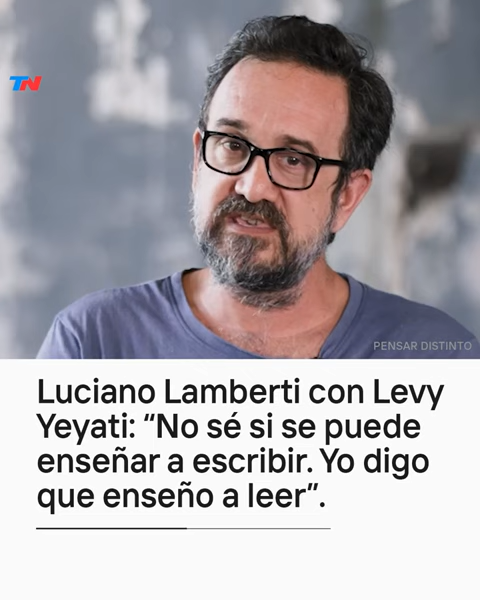 TN
PENSAR DISTINTO
Luciano Lamberti con Levy
Yeyati: “No sé si se puede
enseñar a escribir. Yo digo
que enseño a leer”.